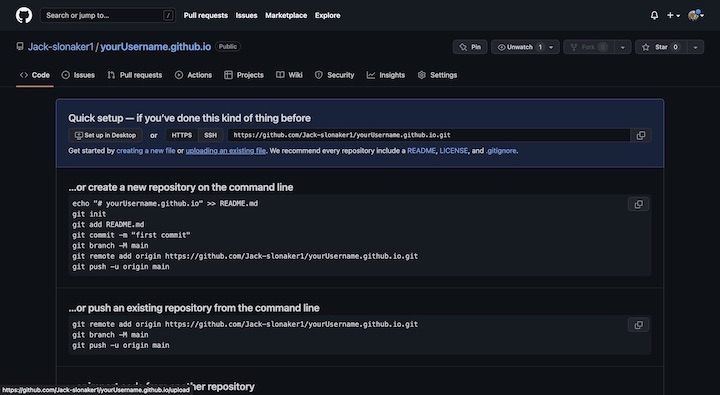 Search or jump to...
/
Pull requests
Issues
Marketplace
Explore
Jack-slonaker1 / yourUsername.github.io
Public
Pin
Unwatch
1
Fork
Star
0
Code
Issues
Pull requests
Actions
Projects
Wiki
Security
Insights
Settings
Quick setup — if you've done this kind of thing before
Set up in Desktop
or
HTTPS
SSH
https://github.com/Jack-slonaker1/yourUsername.github.io.git
Get started by creating a new file or uploading an existing file. We recommend every repository include a README, LICENSE, and .gitignore.
...or create a new repository on the command line
echo "# yourUsername.github.io" >> README.md
git init
git add README.md
git commit -m "first commit"
git branch -M main
git remote add origin https://github.com/Jack-slonaker1/yourUsername.github.io.git
git push -u origin main
...or push an existing repository from the command line
git remote add origin https://github.com/Jack-slonaker1/yourUsername.github.io.git
git branch -M main
git push -u origin main
https://github.com/Jack-slonaker1/yourUsername.github.io/upload
other repository